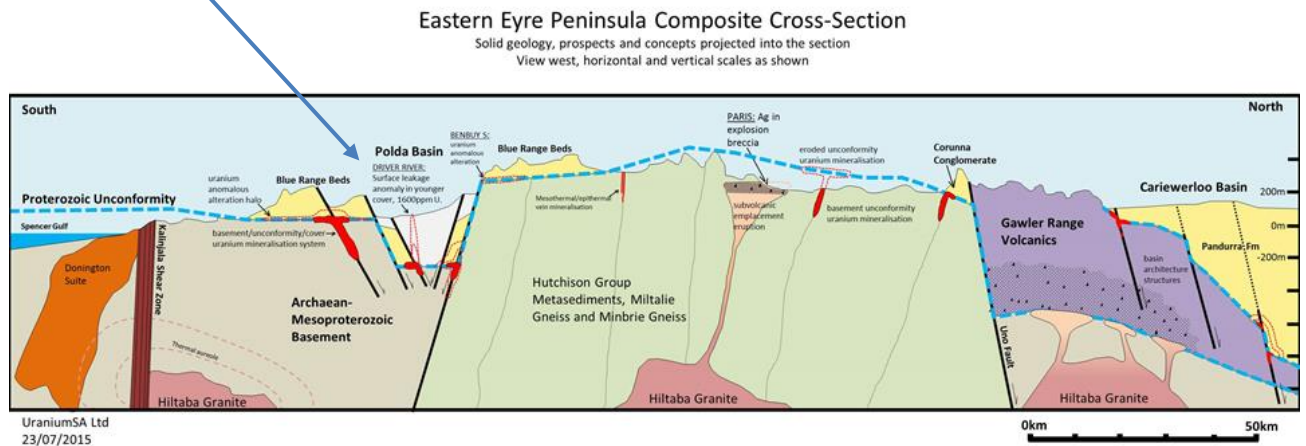 Eastern Eyre Peninsula Composite Cross-Section
Solid geology, prospects and concepts projected into the section
View west, horizontal and vertical scales as shown
South
North
Proterozoic Unconformity
Spencer Gulf
Donington
Suite
Kalinjala Shear Zone
Thermal aureole
Hiltaba Granite
uranium
anomalous
alteration halo
Blue Range Beds
basement/unconformity/cover
uranium mineralisation system
Archaean-
Mesoproterozoic
Basement
Polda Basin
DRIVER RIVER:
Surface leakage
anomaly in younger
cover, 1600ppm U.
BENBUY S:
uranium
anomalous
alteration
Blue Range Beds
Mesothermal/epithermal
vein mineralisation
Hutchison Group
Metasediments, Miltalie
Gneiss and Minbrie Gneiss
Hiltaba Granite
PARIS: Ag in
explosion
breccia
subvolcanic
emplacement
eruption
eroded unconformity
uranium mineralisation
basement unconformity
uranium mineralisation
Corunna
Conglomerate
Uno Fault
Gawler Range
Volcanics
Hiltaba Granite
basin
architecture
structures
Cariewerloo Basin
Pandurra Fm
200m
0m
-200m
UraniumSA Ltd
23/07/2015
0km
50km